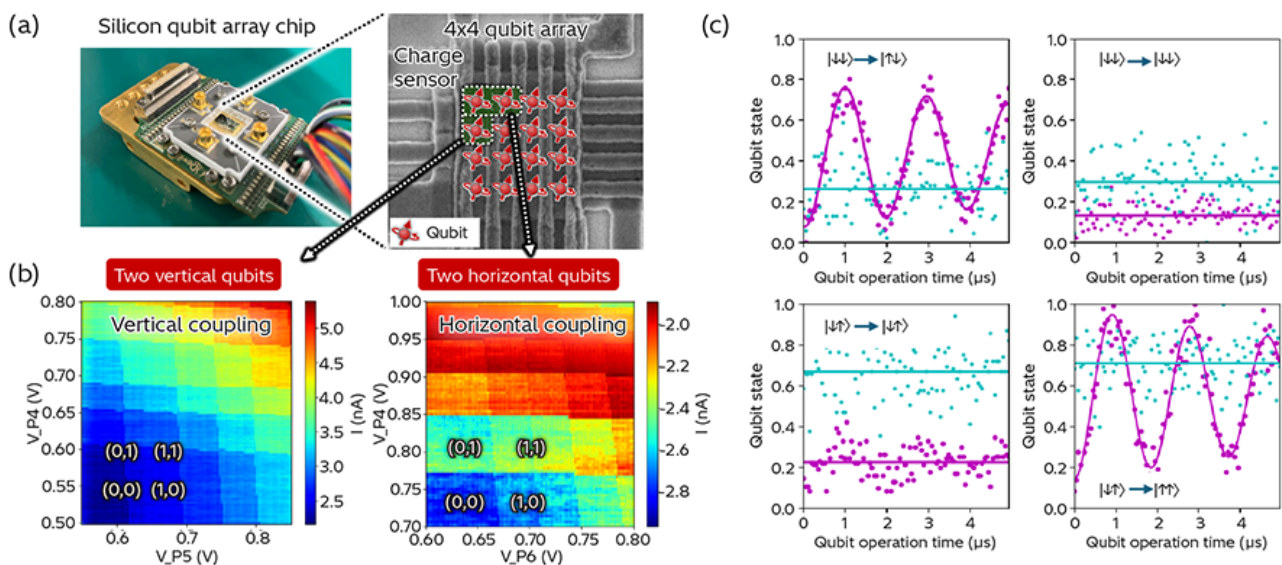 (a)
Silicon qubit array chip
4x4 qubit array
Charge
sensor
Qubit
(b)
Two vertical qubits
Two horizontal qubits
Vertical coupling
0.80
0.75
0.70
0.65
0.60
0.55
0.50
V_P4 (V)
(0,1) (1,1)
(0,0) (1,0)
0.6 0.7 0.8
V_P5 (V)
5.0
4.5
4.0
3.5
3.0
2.5
I (nA)
Horizontal coupling
1.00
0.95
0.90
0.85
0.80
0.75
0.70
V_P4 (V)
(0,1) (1,1)
(0,0) (1,0)
0.60 0.65 0.70 0.75 0.80
V_P6 (V)
-2.0
-2.2
-2.4
-2.6
-2.8
I (nA)
(c)
|↓↓⟩ → |↑↓⟩
1.0
0.8
0.6
0.4
0.2
0.0
Qubit state
0 1 2 3 4
Qubit operation time (μs)
|↓↓⟩ → |↓↓⟩
1.0
0.8
0.6
0.4
0.2
0.0
Qubit state
0 1 2 3 4
Qubit operation time (μs)
|↓↑⟩ → |↓↑⟩
1.0
0.8
0.6
0.4
0.2
0.0
Qubit state
0 1 2 3 4
Qubit operation time (μs)
1.0
0.8
0.6
0.4
0.2
0.0
Qubit state
|↓↑⟩ → |↑↑⟩
0 1 2 3 4
Qubit operation time (μs)